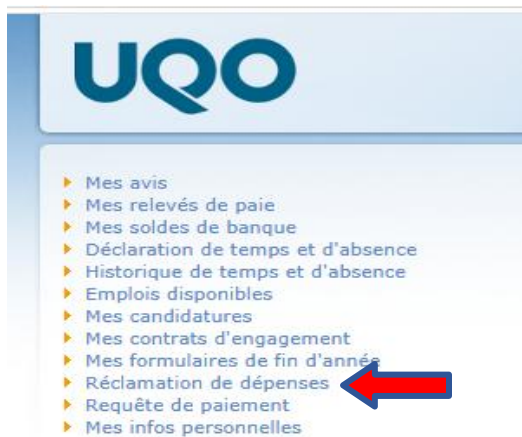 UQO
Mes avis
Mes relevés de paie
Mes soldes de banque
Déclaration de temps et d'absence
Historique de temps et d'absence
Emplois disponibles
Mes candidatures
Mes contrats d'engagement
Mes formulaires de fin d'année
Réclamation de dépenses
Requête de paiement
Mes infos personnelles